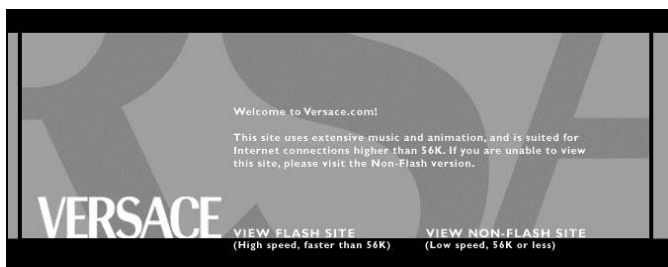 Welcome to Versace.com!
This site uses extensive music and animation, and is suited for
Internet connections higher than 56K. If you are unable to view
this site, please visit the Non-Flash version.
VERSACE
VIEW FLASH SITE
(High speed, faster than 56K)
VIEW NON-FLASH SITE
(Low speed, 56K or less)